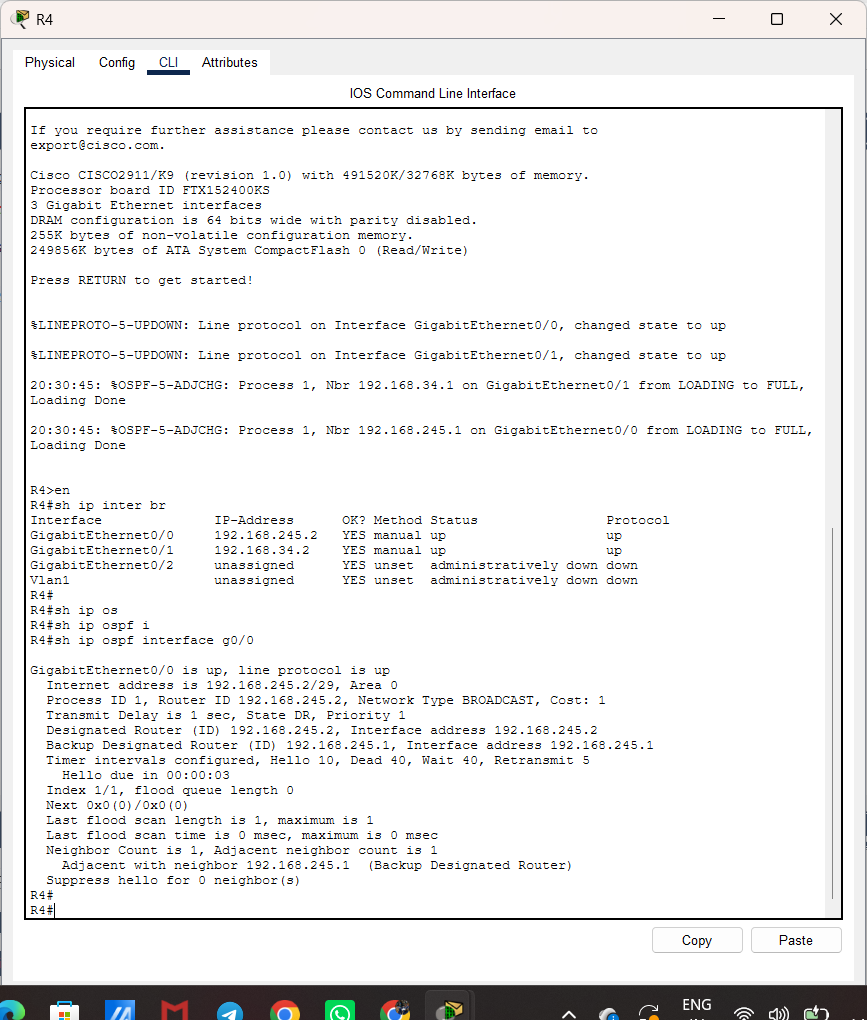 R4
Physical Config CLI Attributes
IOS Command Line Interface
If you require further assistance please contact us by sending email to
export@cisco.com.
Cisco CISCO2911/K9 (revision 1.0) with 491520K/32768K bytes of memory.
Processor board ID FTX152400KS
3 Gigabit Ethernet interfaces
DRAM configuration is 64 bits wide with parity disabled.
255K bytes of non-volatile configuration memory.
249856K bytes of ATA System CompactFlash 0 (Read/Write)
Press RETURN to get started!
%LINEPROTO-5-UPDOWN: Line protocol on Interface GigabitEthernet0/0, changed state to up
%LINEPROTO-5-UPDOWN: Line protocol on Interface GigabitEthernet0/1, changed state to up
20:30:45: %OSPF-5-ADJCHG: Process 1, Nbr 192.168.34.1 on GigabitEthernet0/1 from LOADING to FULL,
Loading Done
20:30:45: %OSPF-5-ADJCHG: Process 1, Nbr 192.168.245.1 on GigabitEthernet0/0 from LOADING to FULL,
Loading Done
R4>en
R4#sh ip inter br
Interface IP-Address OK? Method Status Protocol
GigabitEthernet0/0 192.168.245.2 YES manual up up
GigabitEthernet0/1 192.168.34.2 YES manual up up
GigabitEthernet0/2 unassigned YES unset administratively down down
Vlan1 unassigned YES unset administratively down down
R4#
R4#sh ip os
R4#sh ip ospf i
R4#sh ip ospf interface g0/0
GigabitEthernet0/0 is up, line protocol is up
Internet address is 192.168.245.2/29, Area 0
Process ID 1, Router ID 192.168.245.2, Network Type BROADCAST, Cost: 1
Transmit Delay is 1 sec, State DR, Priority 1
Designated Router (ID) 192.168.245.2, Interface address 192.168.245.2
Backup Designated Router (ID) 192.168.245.1, Interface address 192.168.245.1
Timer intervals configured, Hello 10, Dead 40, Wait 40, Retransmit 5
Hello due in 00:00:03
Index 1/1, flood queue length 0
Next 0x0(0)/0x0(0)
Last flood scan length is 1, maximum is 1
Last flood scan time is 0 msec, maximum is 0 msec
Neighbor Count is 1, Adjacent neighbor count is 1
Adjacent with neighbor 192.168.245.1 (Backup Designated Router)
Suppress hello for 0 neighbor(s)
R4#
R4#
Copy Paste
ENG